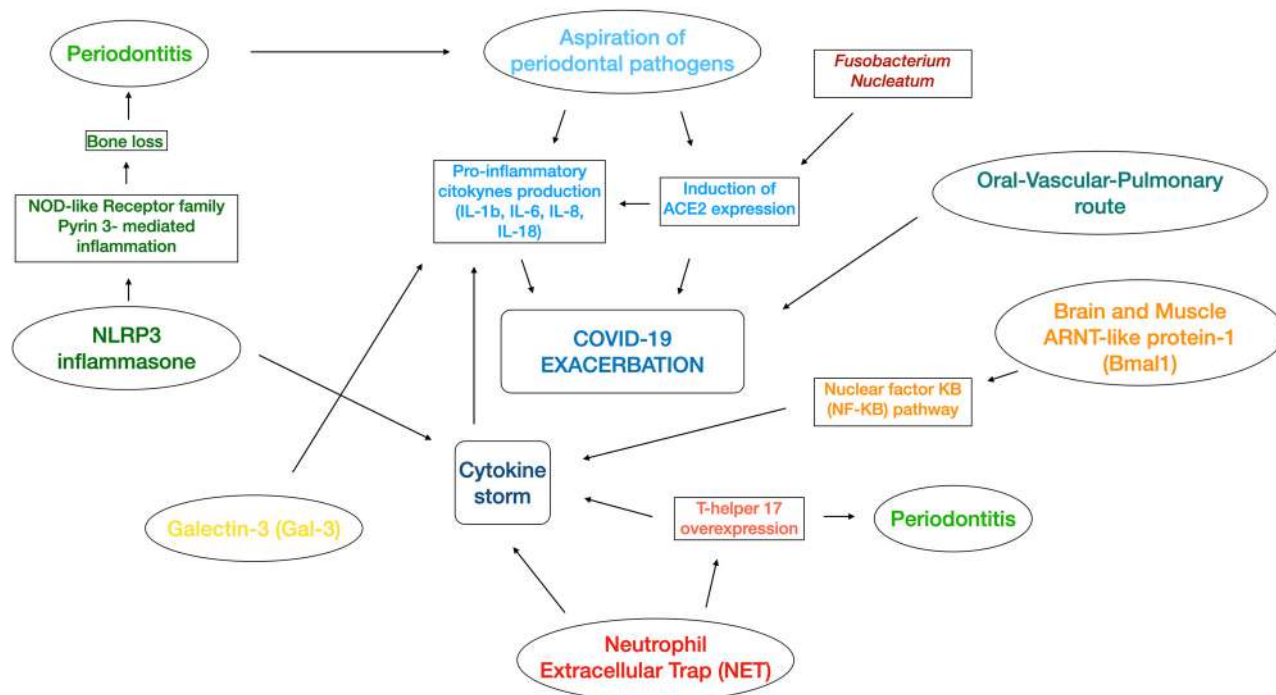 Periodontitis
Aspiration of
periodontal pathogens
Fusobacterium
Nucleatum
Bone loss
Pro-inflammatory
citokynes production
(IL-1b, IL-6, IL-8,
IL-18)
Induction of
ACE2 expression
Oral-Vascular-Pulmonary
route
NOD-like Receptor family
Pyrin 3- mediated
inflammation
NLRP3
inflammasone
COVID-19
EXACERBATION
Brain and Muscle
ARNT-like protein-1
(Bmal1)
Nuclear factor KB
(NF-KB) pathway
Cytokine
storm
Galectin-3 (Gal-3)
T-helper 17
overexpression
Periodontitis
Neutrophil
Extracellular Trap (NET)